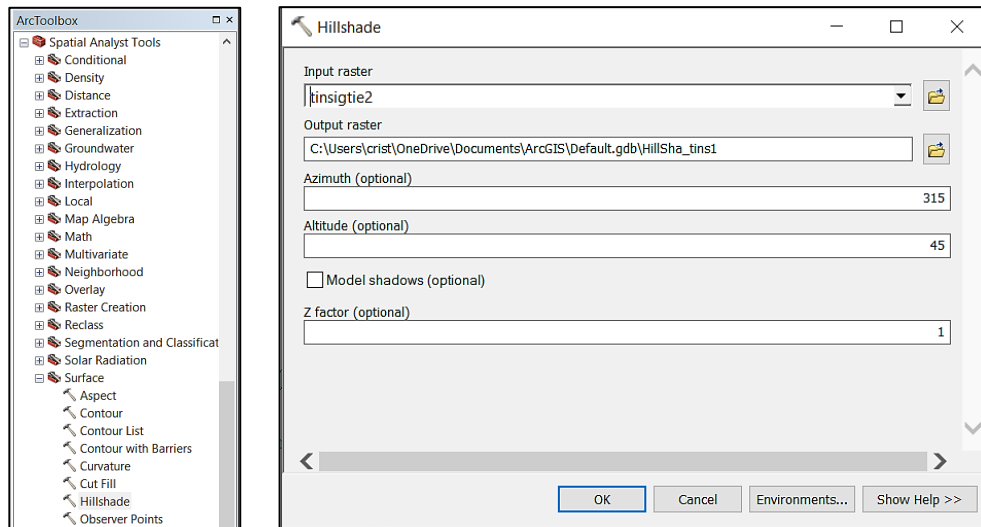 ArcToolbox
Spatial Analyst Tools
Conditional
Density
Distance
Extraction
Generalization
Groundwater
Hydrology
Interpolation
Local
Map Algebra
Math
Multivariate
Neighborhood
Overlay
Raster Creation
Reclass
Segmentation and Classificat
Solar Radiation
Surface
Aspect
Contour
Contour List
Contour with Barriers
Curvature
Cut Fill
Hillshade
Observer Points
Hillshade
Input raster
tinsigtie2
Output raster
C:\Users\crist\OneDrive\Documents\ArcGIS\Default.gdb\HillSha_tins1
Azimuth (optional)
315
Altitude (optional)
45
Model shadows (optional)
Z factor (optional)
1
OK Cancel Environments... Show Help >>